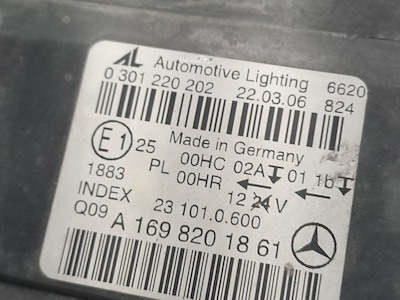 AL Automotive Lighting 6620
0 301 220 202 22.03.06 824
E1 25 Made in Germany
00HC 02A 01 1b
1883 PL 00HR
12 24 V
INDEX 23 101.0.600
Q09 A 169 820 18 61